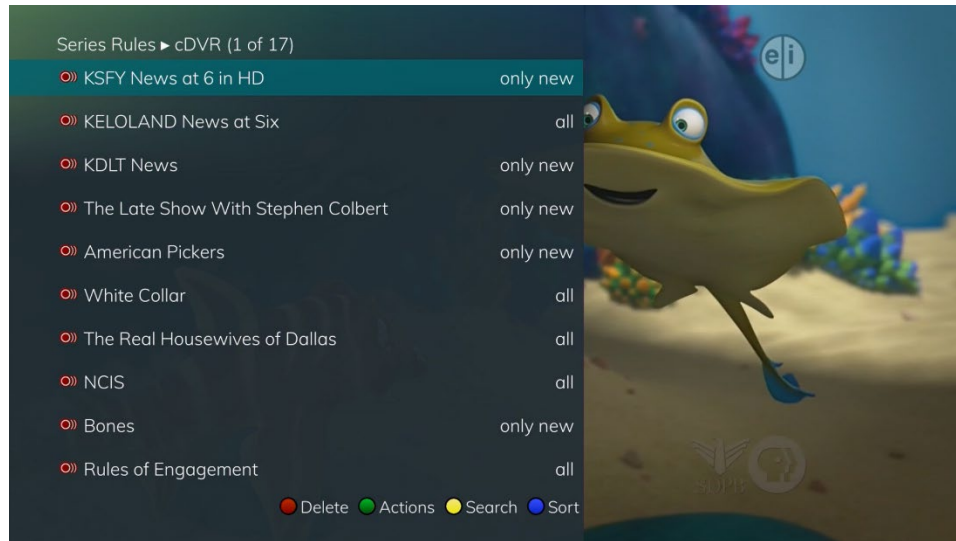 Series Rules ▸ cDVR (1 of 17)
KSFY News at 6 in HD only new
KELOLAND News at Six all
KDLT News only new
The Late Show With Stephen Colbert only new
American Pickers only new
White Collar all
The Real Housewives of Dallas all
NCIS all
Bones only new
Rules of Engagement all
Delete Actions Search Sort
e|i
SDPB